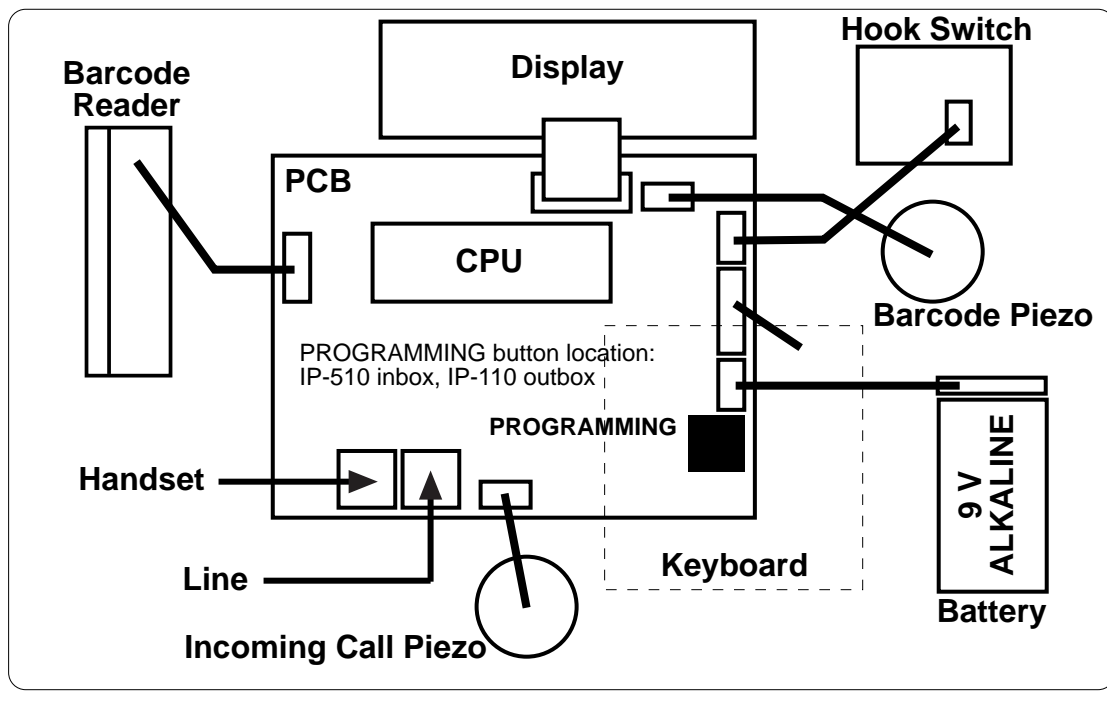 Hook Switch
Display
Barcode
Reader
PCB
CPU
Barcode Piezo
PROGRAMMING button location:
IP-510 inbox, IP-110 outbox
PROGRAMMING
9 V
ALKALINE
Handset
Keyboard
Line
Battery
Incoming Call Piezo